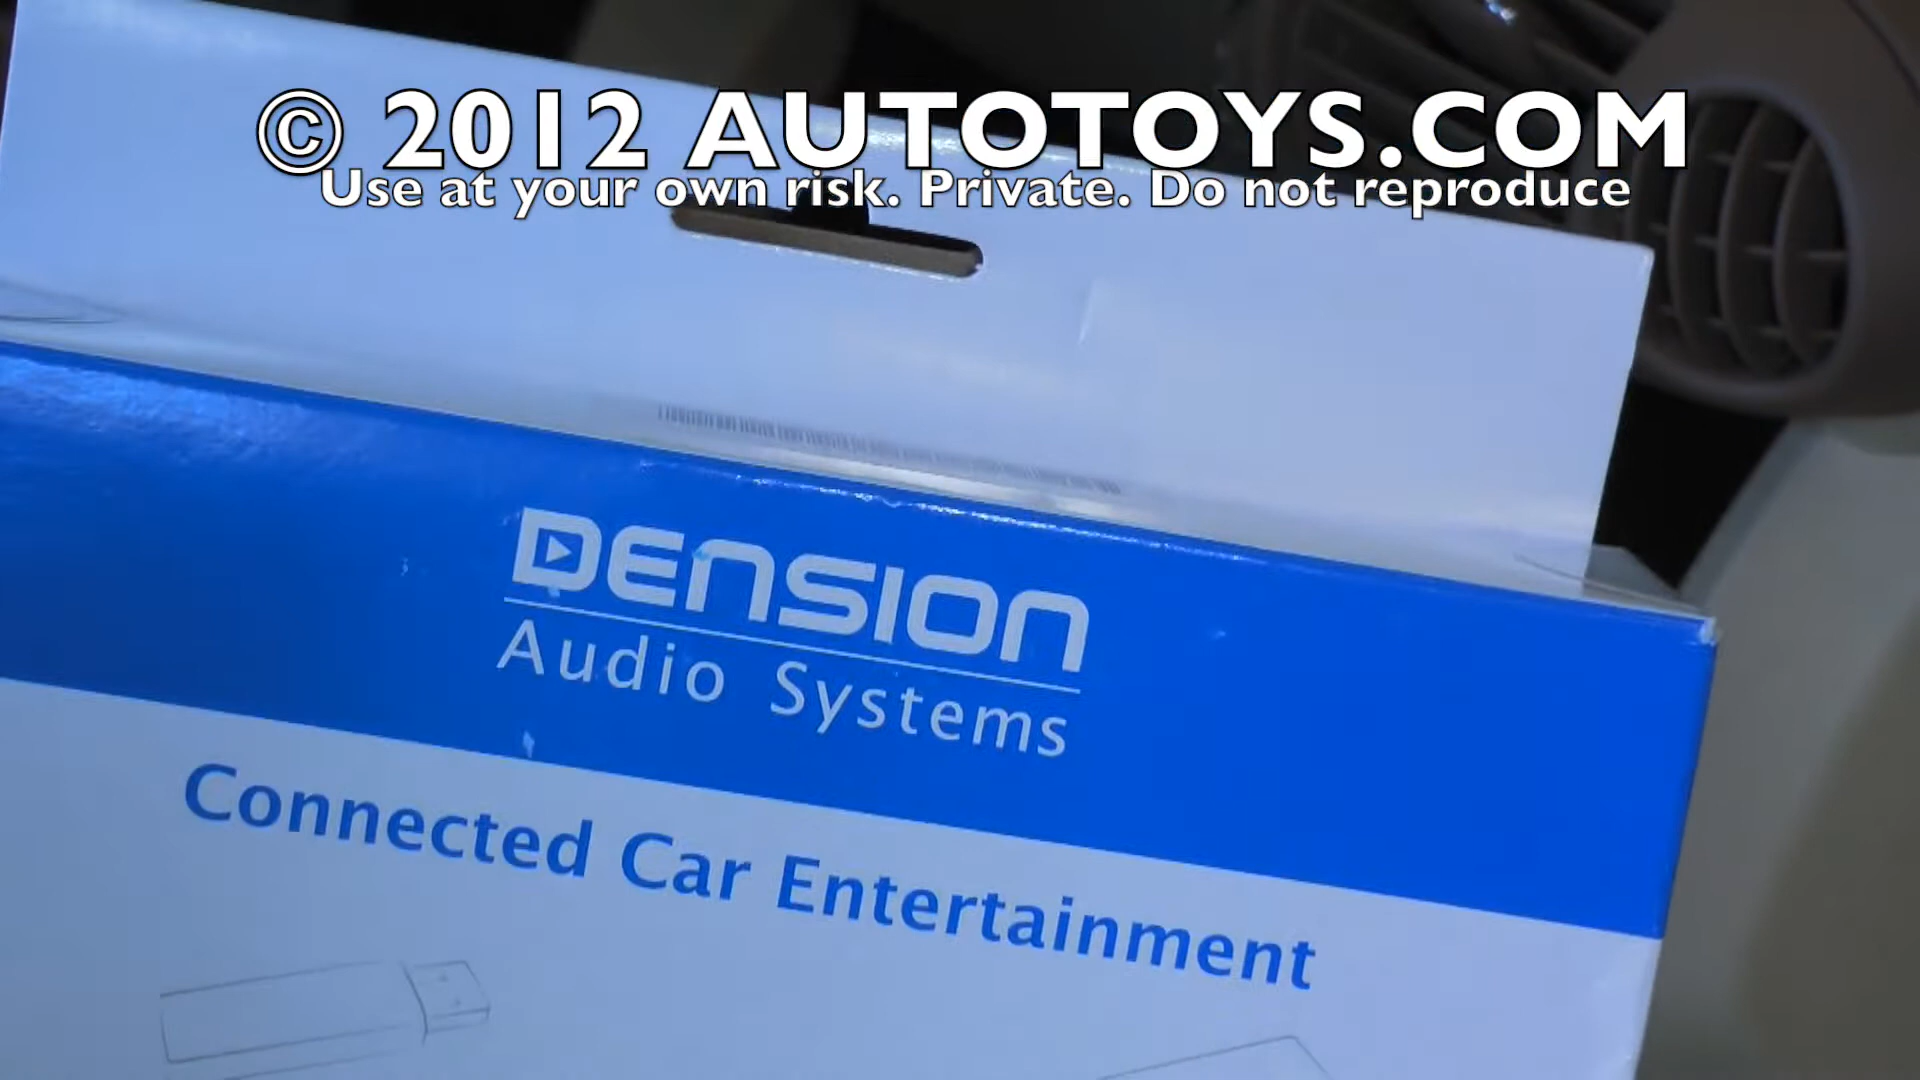 © 2012 AUTOTOYS.COM
Use at your own risk. Private. Do not reproduce
DENSION
Audio Systems
Connected Car Entertainment